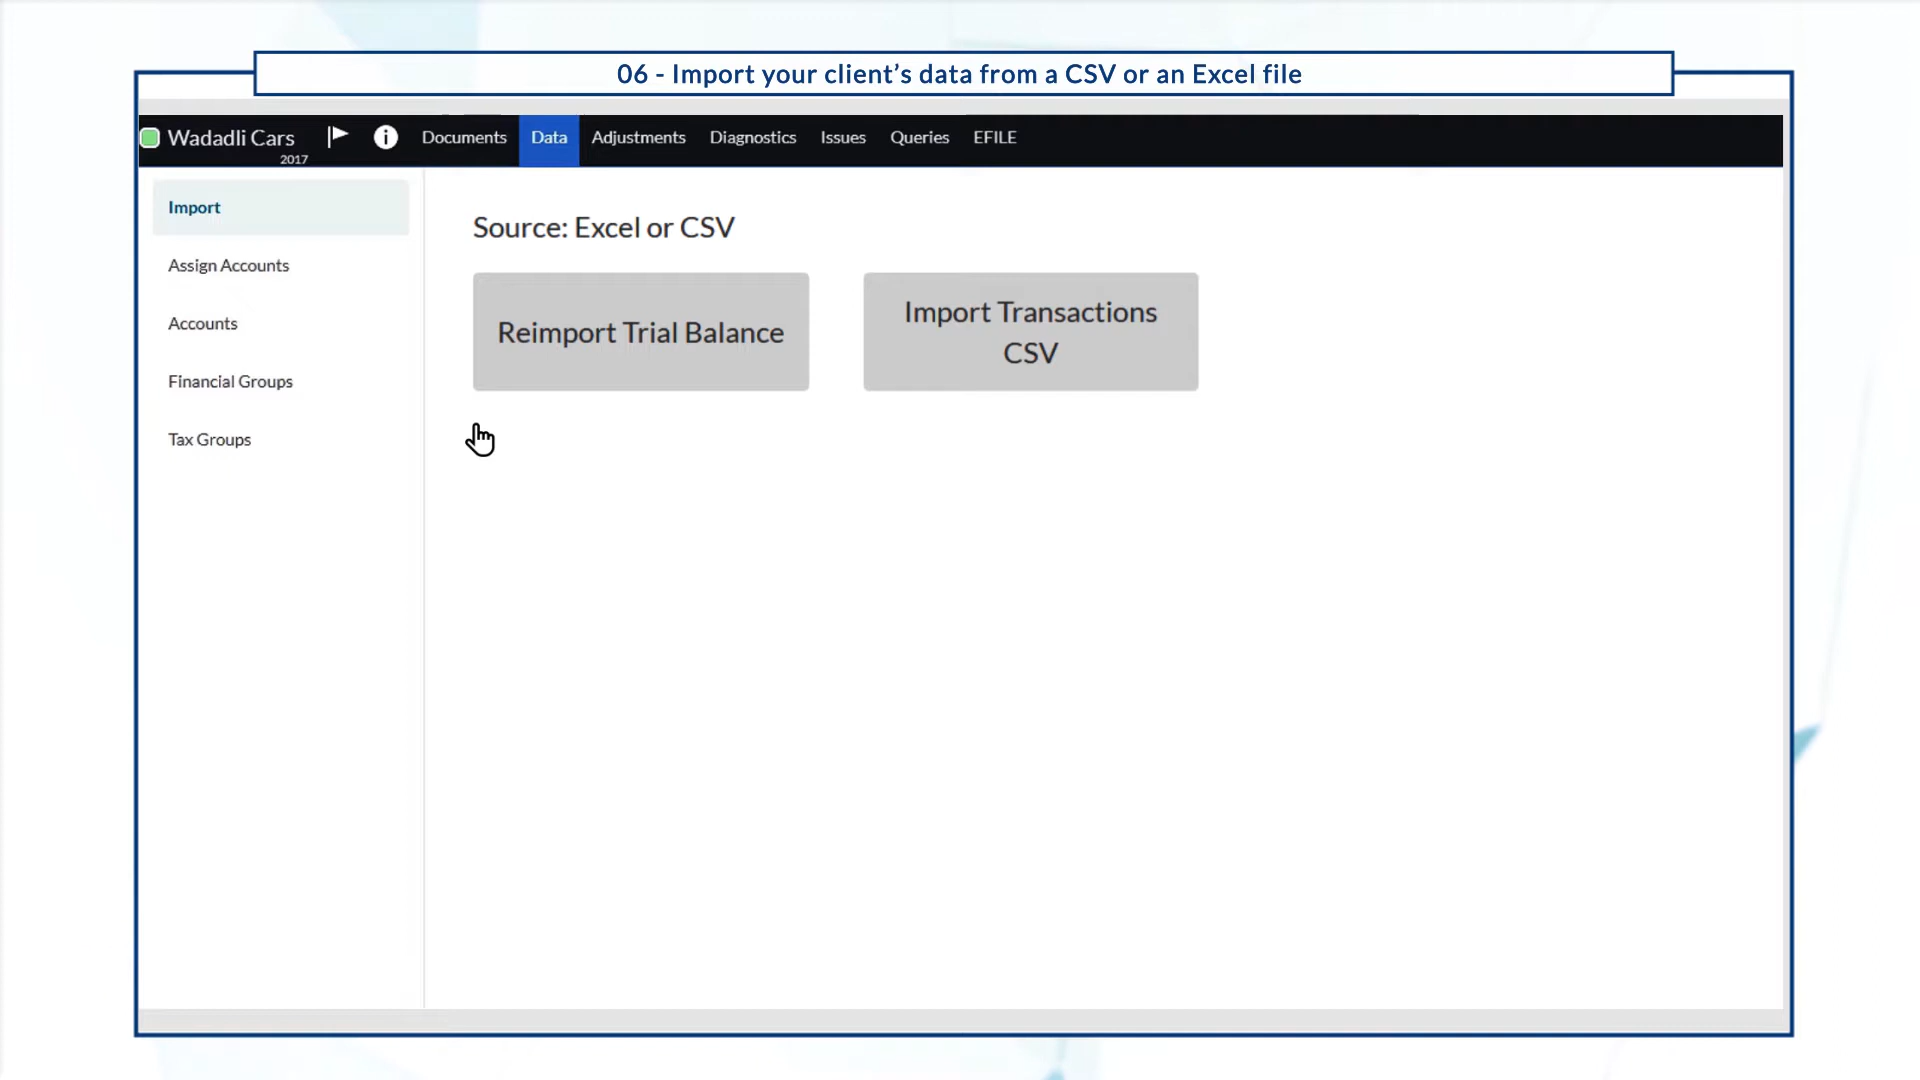 06 - Import your client’s data from a CSV or an Excel file
Wadadli Cars
2017
i
Documents
Data
Adjustments
Diagnostics
Issues
Queries
EFILE
Import
Assign Accounts
Accounts
Financial Groups
Tax Groups
Source: Excel or CSV
Reimport Trial Balance
Import Transactions
CSV